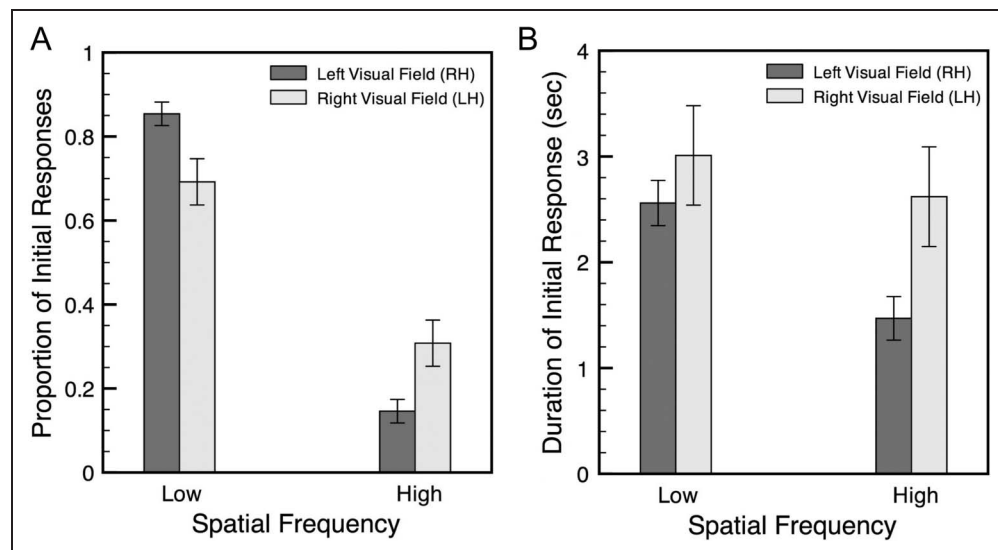 A
Proportion of Initial Responses
1
0.8
0.6
0.4
0.2
0
Left Visual Field (RH)
Right Visual Field (LH)
Low
High
Spatial Frequency
B
Duration of Initial Response (sec)
4
3
2
1
0
Left Visual Field (RH)
Right Visual Field (LH)
Low
High
Spatial Frequency